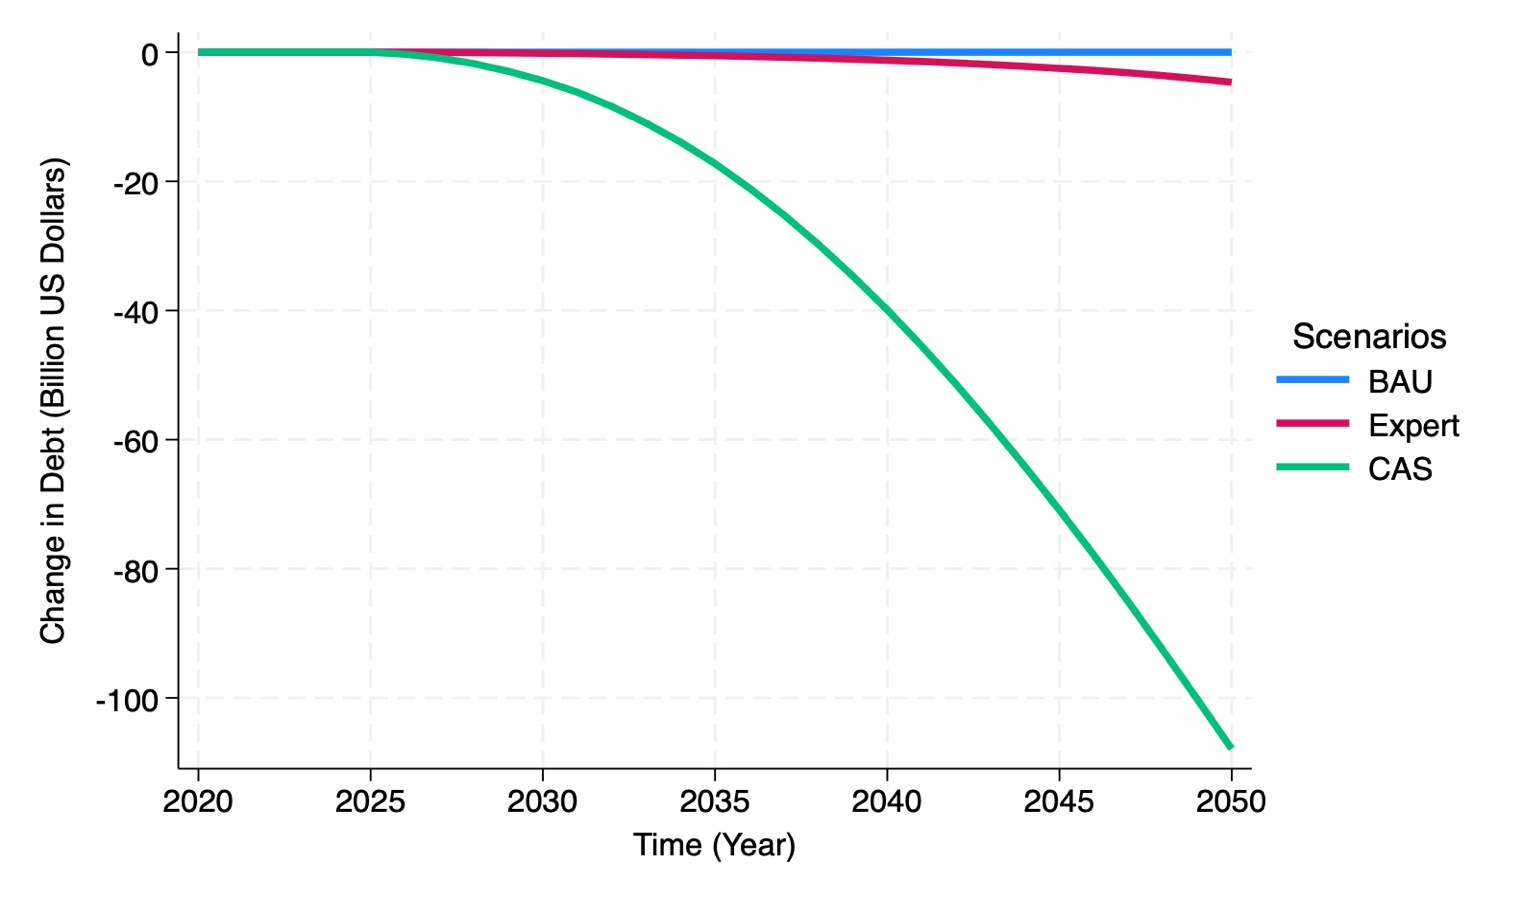 0
-20
-40
-60
-80
-100
Change in Debt (Billion US Dollars)
2020 2025 2030 2035 2040 2045 2050
Time (Year)
Scenarios
BAU
Expert
CAS